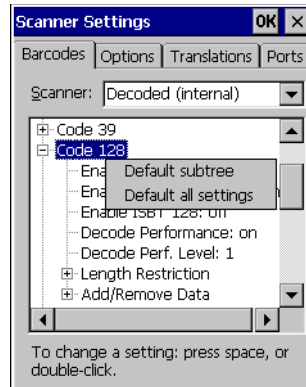 Scanner Settings OK ×
Barcodes Options Translations Ports
Scanner: Decoded (internal)
Code 39
Code 128
Default subtree
Default all settings
Enable ISBT 128: off
Decode Performance: on
Decode Perf. Level: 1
Length Restriction
Add/Remove Data
To change a setting: press space, or
double-click.